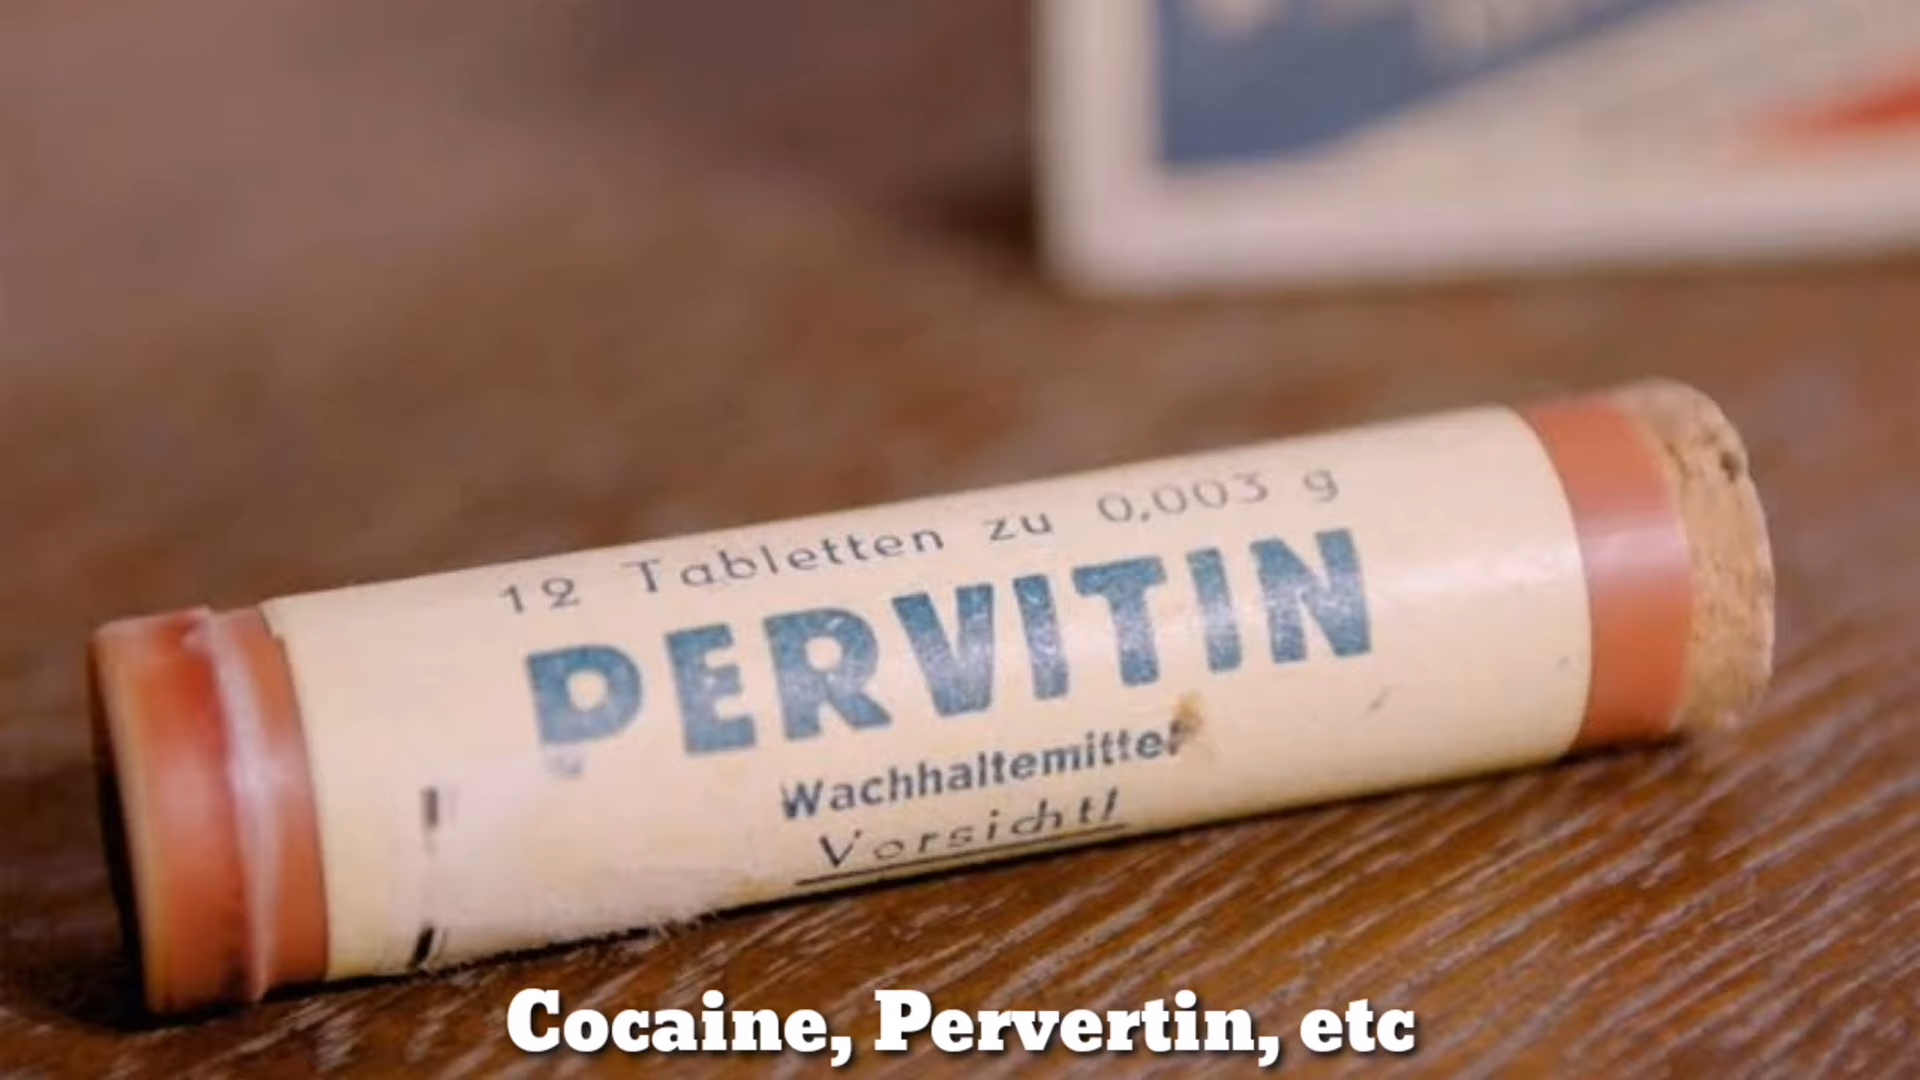 12 Tabletten zu 0,003 g
PERVITIN
Wachhaltemittel
Vorsicht!
Cocaine, Pervertin, etc